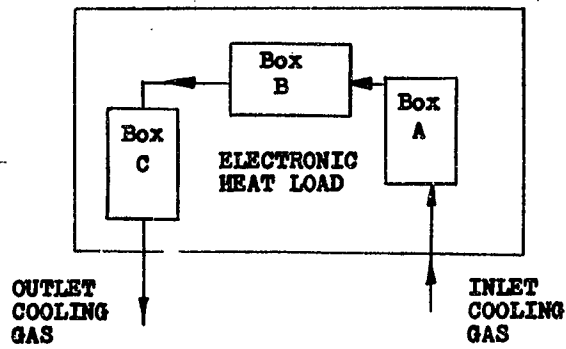 Box
B
Box
A
Box
C
ELECTRONIC
HEAT LOAD
OUTLET
COOLING
GAS
INLET
COOLING
GAS